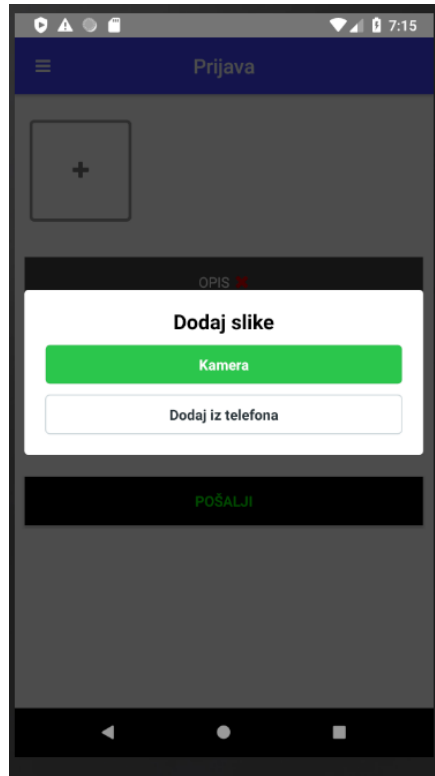 7:15
Prijava
OPIS
Dodaj slike
Kamera
Dodaj iz telefona
POŠALJI